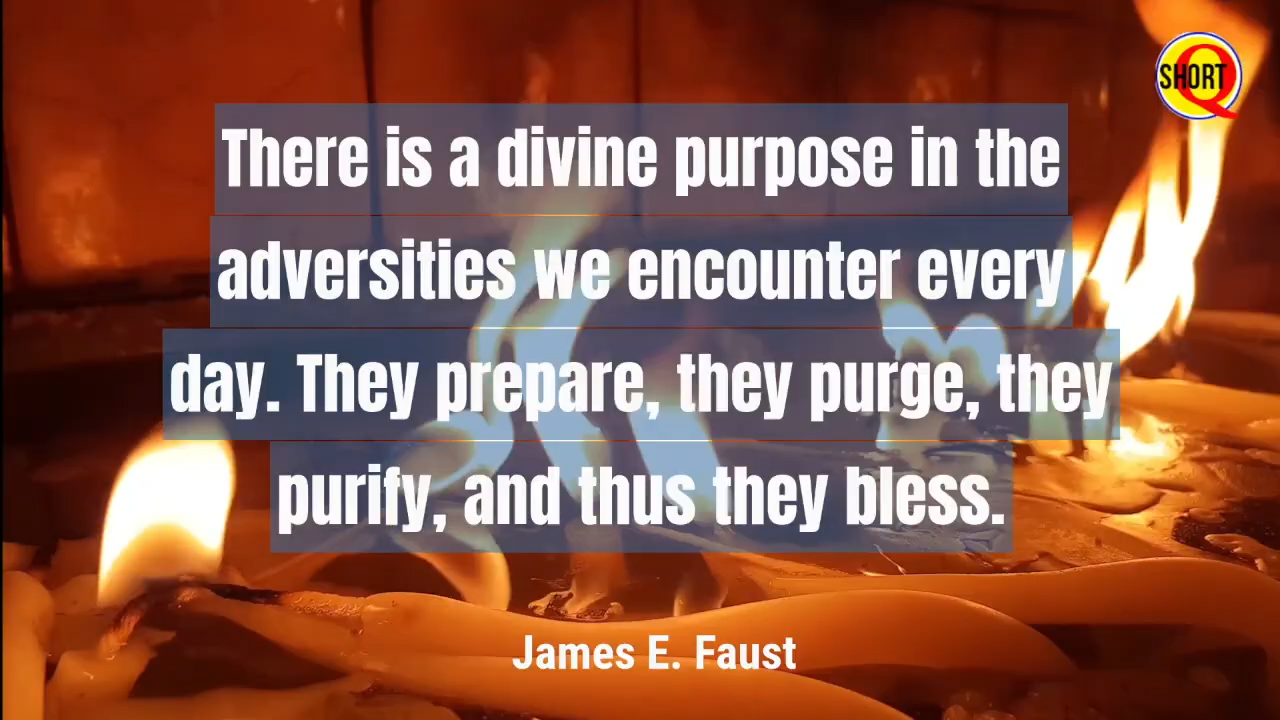 SHORT Q
There is a divine purpose in the
adversities we encounter every
day. They prepare, they purge, they
purify, and thus they bless.
James E. Faust